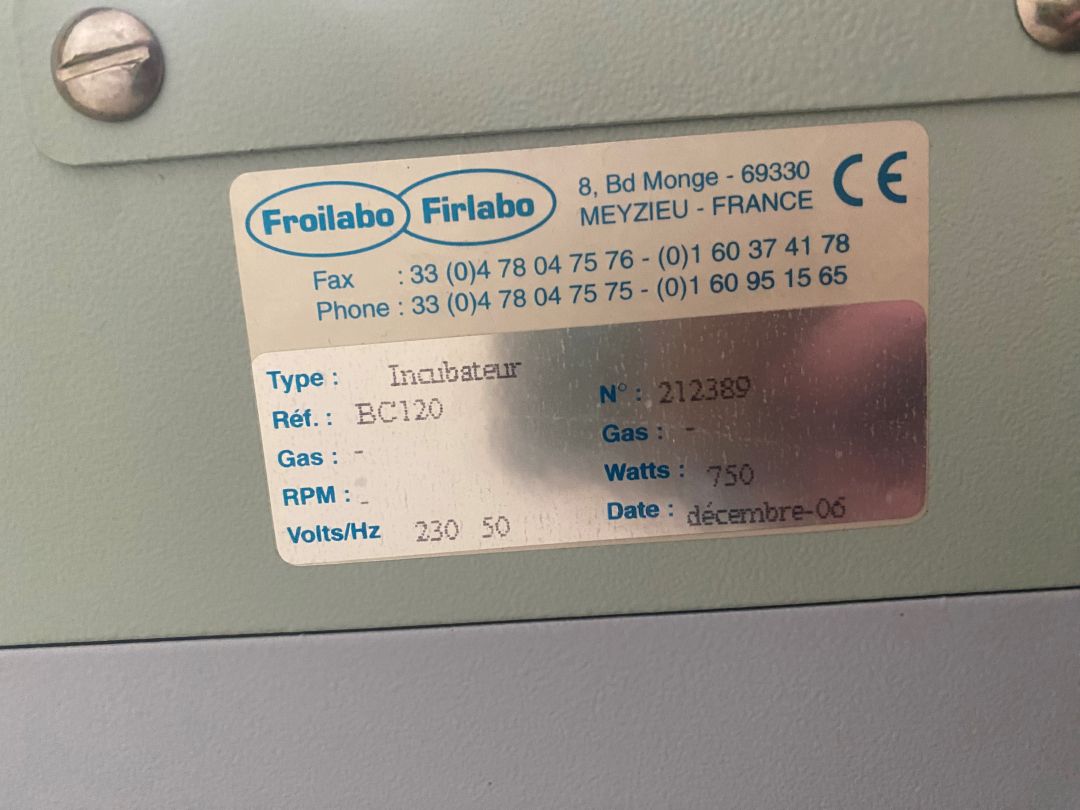 Froilabo Firlabo
8, Bd Monge - 69330
MEYZIEU - FRANCE
CE
Fax : 33 (0)4 78 04 75 76 - (0)1 60 37 41 78
Phone : 33 (0)4 78 04 75 75 - (0)1 60 95 15 65
Type : Incubateur
N° : 212389
Réf. : BC120
Gas : -
Gas : -
Watts : 750
RPM : -
Date : décembre-06
Volts/Hz 230 50